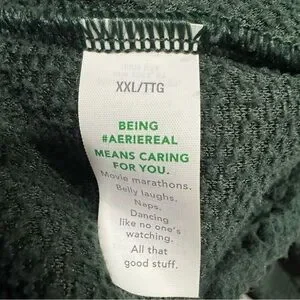 XXL/TTG
BEING
#AERIEREAL
MEANS CARING
FOR YOU.
Movie marathons.
Belly laughs.
Naps.
Dancing
like no one's
watching.
All that
good stuff.